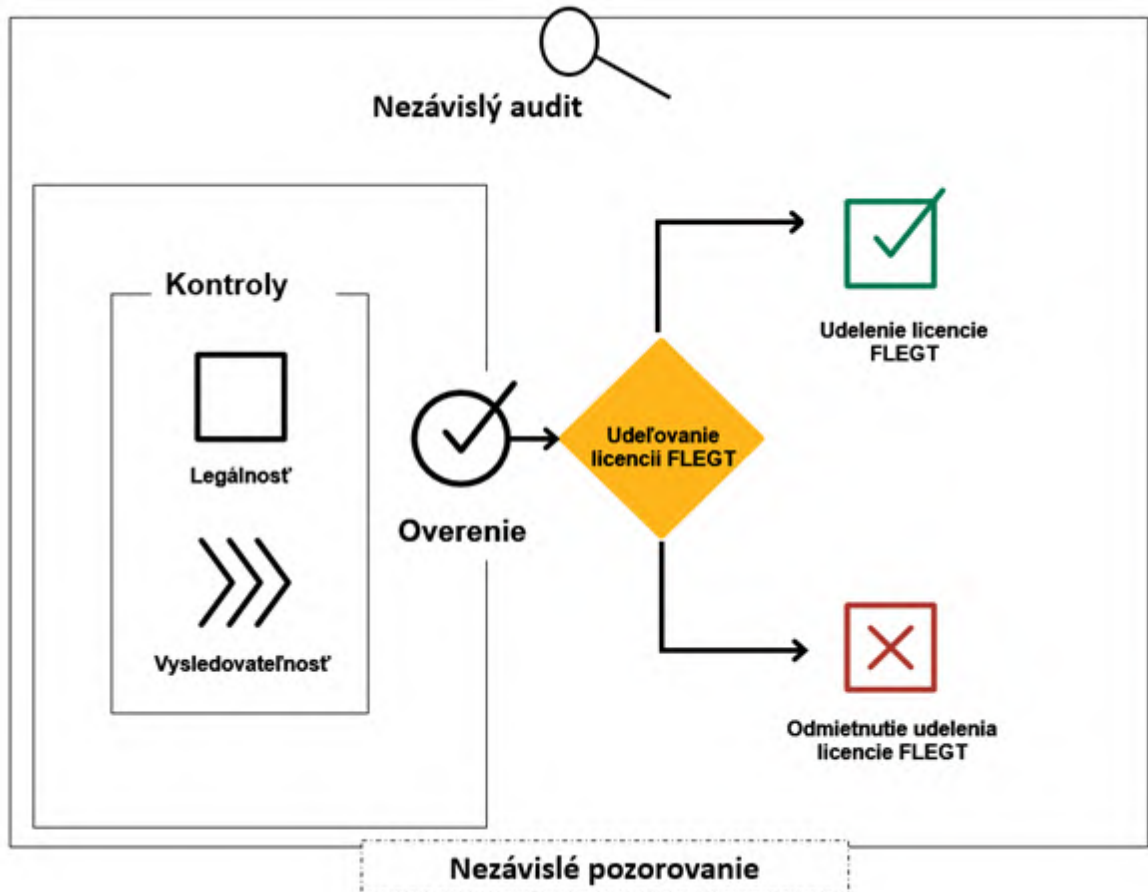 Nezávislý audit
Kontroly
Legálnosť
Vysledovateľnosť
Overenie
Udeľovanie
licencií FLEGT
Udelenie licencie
FLEGT
Odmietnutie udelenia
licencie FLEGT
Nezávislé pozorovanie